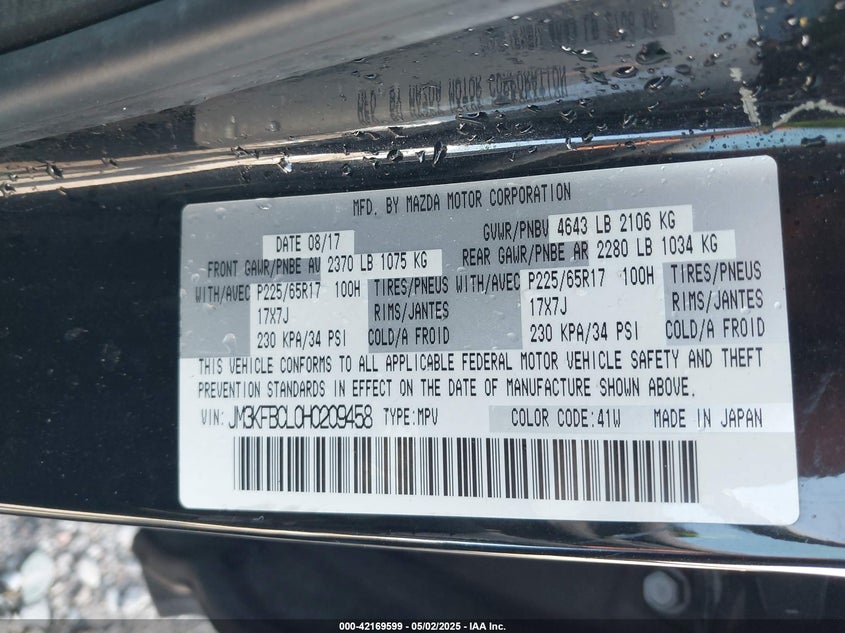 MFD. BY MAZDA MOTOR CORPORATION
DATE 08/17 GVWR/PNBV 4643 LB 2106 KG
FRONT GAWR/PNBE AV 2370 LB 1075 KG REAR GAWR/PNBE AR 2280 LB 1034 KG
WITH/AVEC P225/65R17 100H TIRES/PNEUS WITH/AVEC P225/65R17 100H TIRES/PNEUS
17X7J RIMS/JANTES 17X7J RIMS/JANTES
230 KPA/34 PSI COLD/A FROID 230 KPA/34 PSI COLD/A FROID
THIS VEHICLE CONFORMS TO ALL APPLICABLE FEDERAL MOTOR VEHICLE SAFETY AND THEFT
PREVENTION STANDARDS IN EFFECT ON THE DATE OF MANUFACTURE SHOWN ABOVE.
VIN: JM3KFBCL0H0209458 TYPE:MPV COLOR CODE:41W MADE IN JAPAN
000-42169599 - 05/02/2025 - IAA Inc.